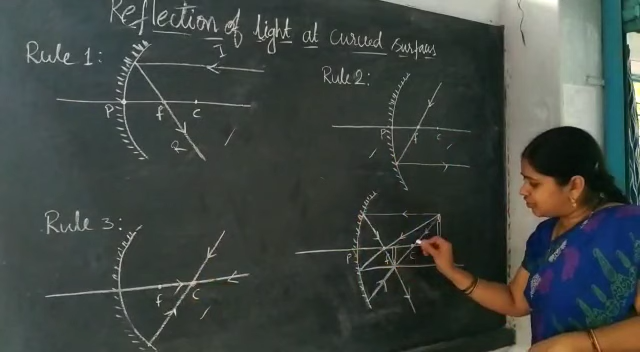 Reflection of light at curved surfaces
Rule 1:
I
P
f
C
R
Rule 2:
P
f
C
Rule 3:
f
C
P
f
C